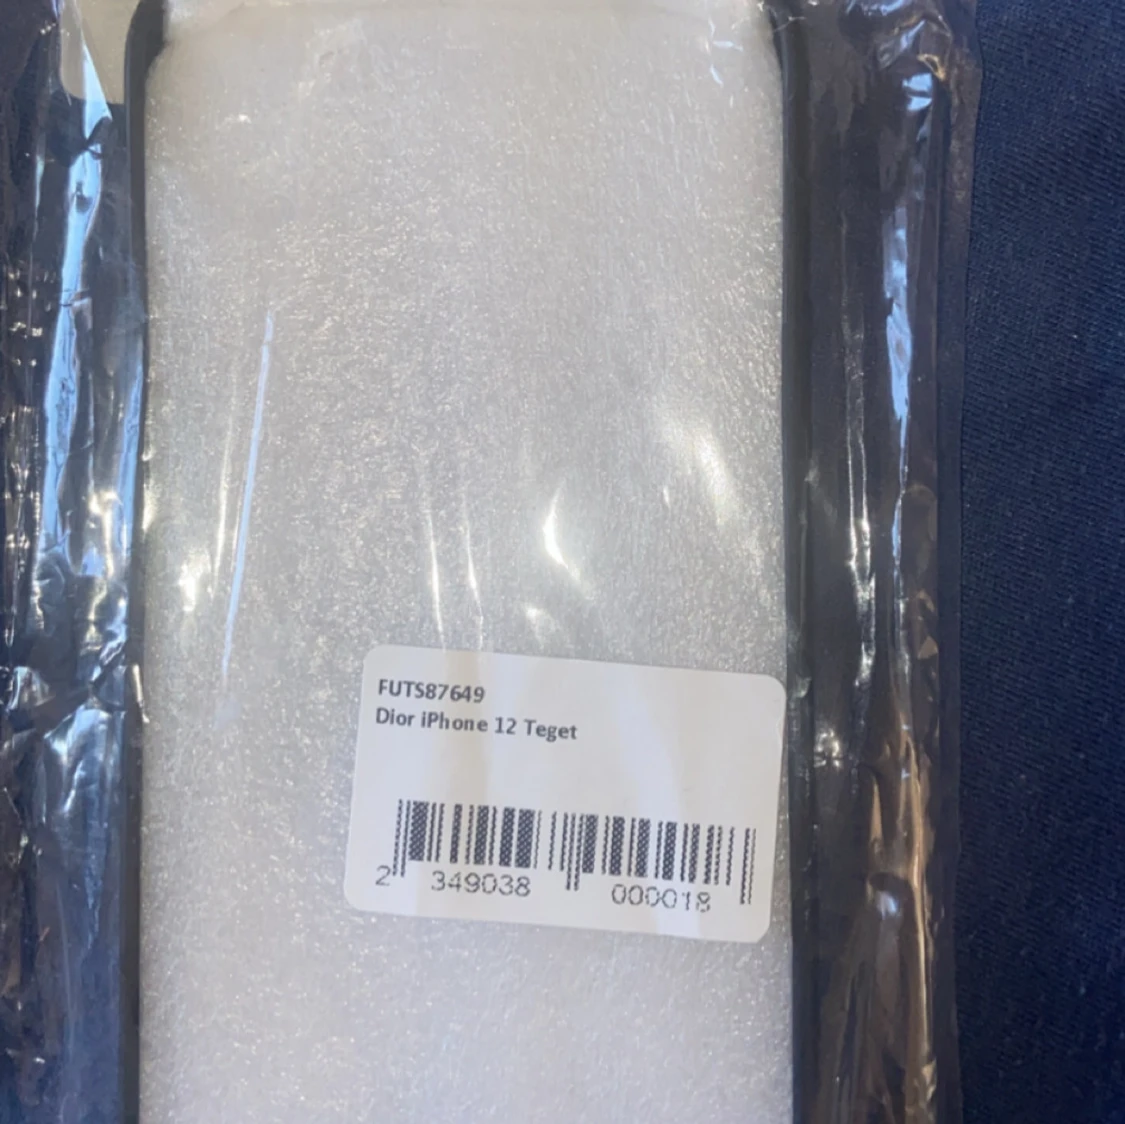 FUTS87649
Dior iPhone 12 Teget
2 349038 000018